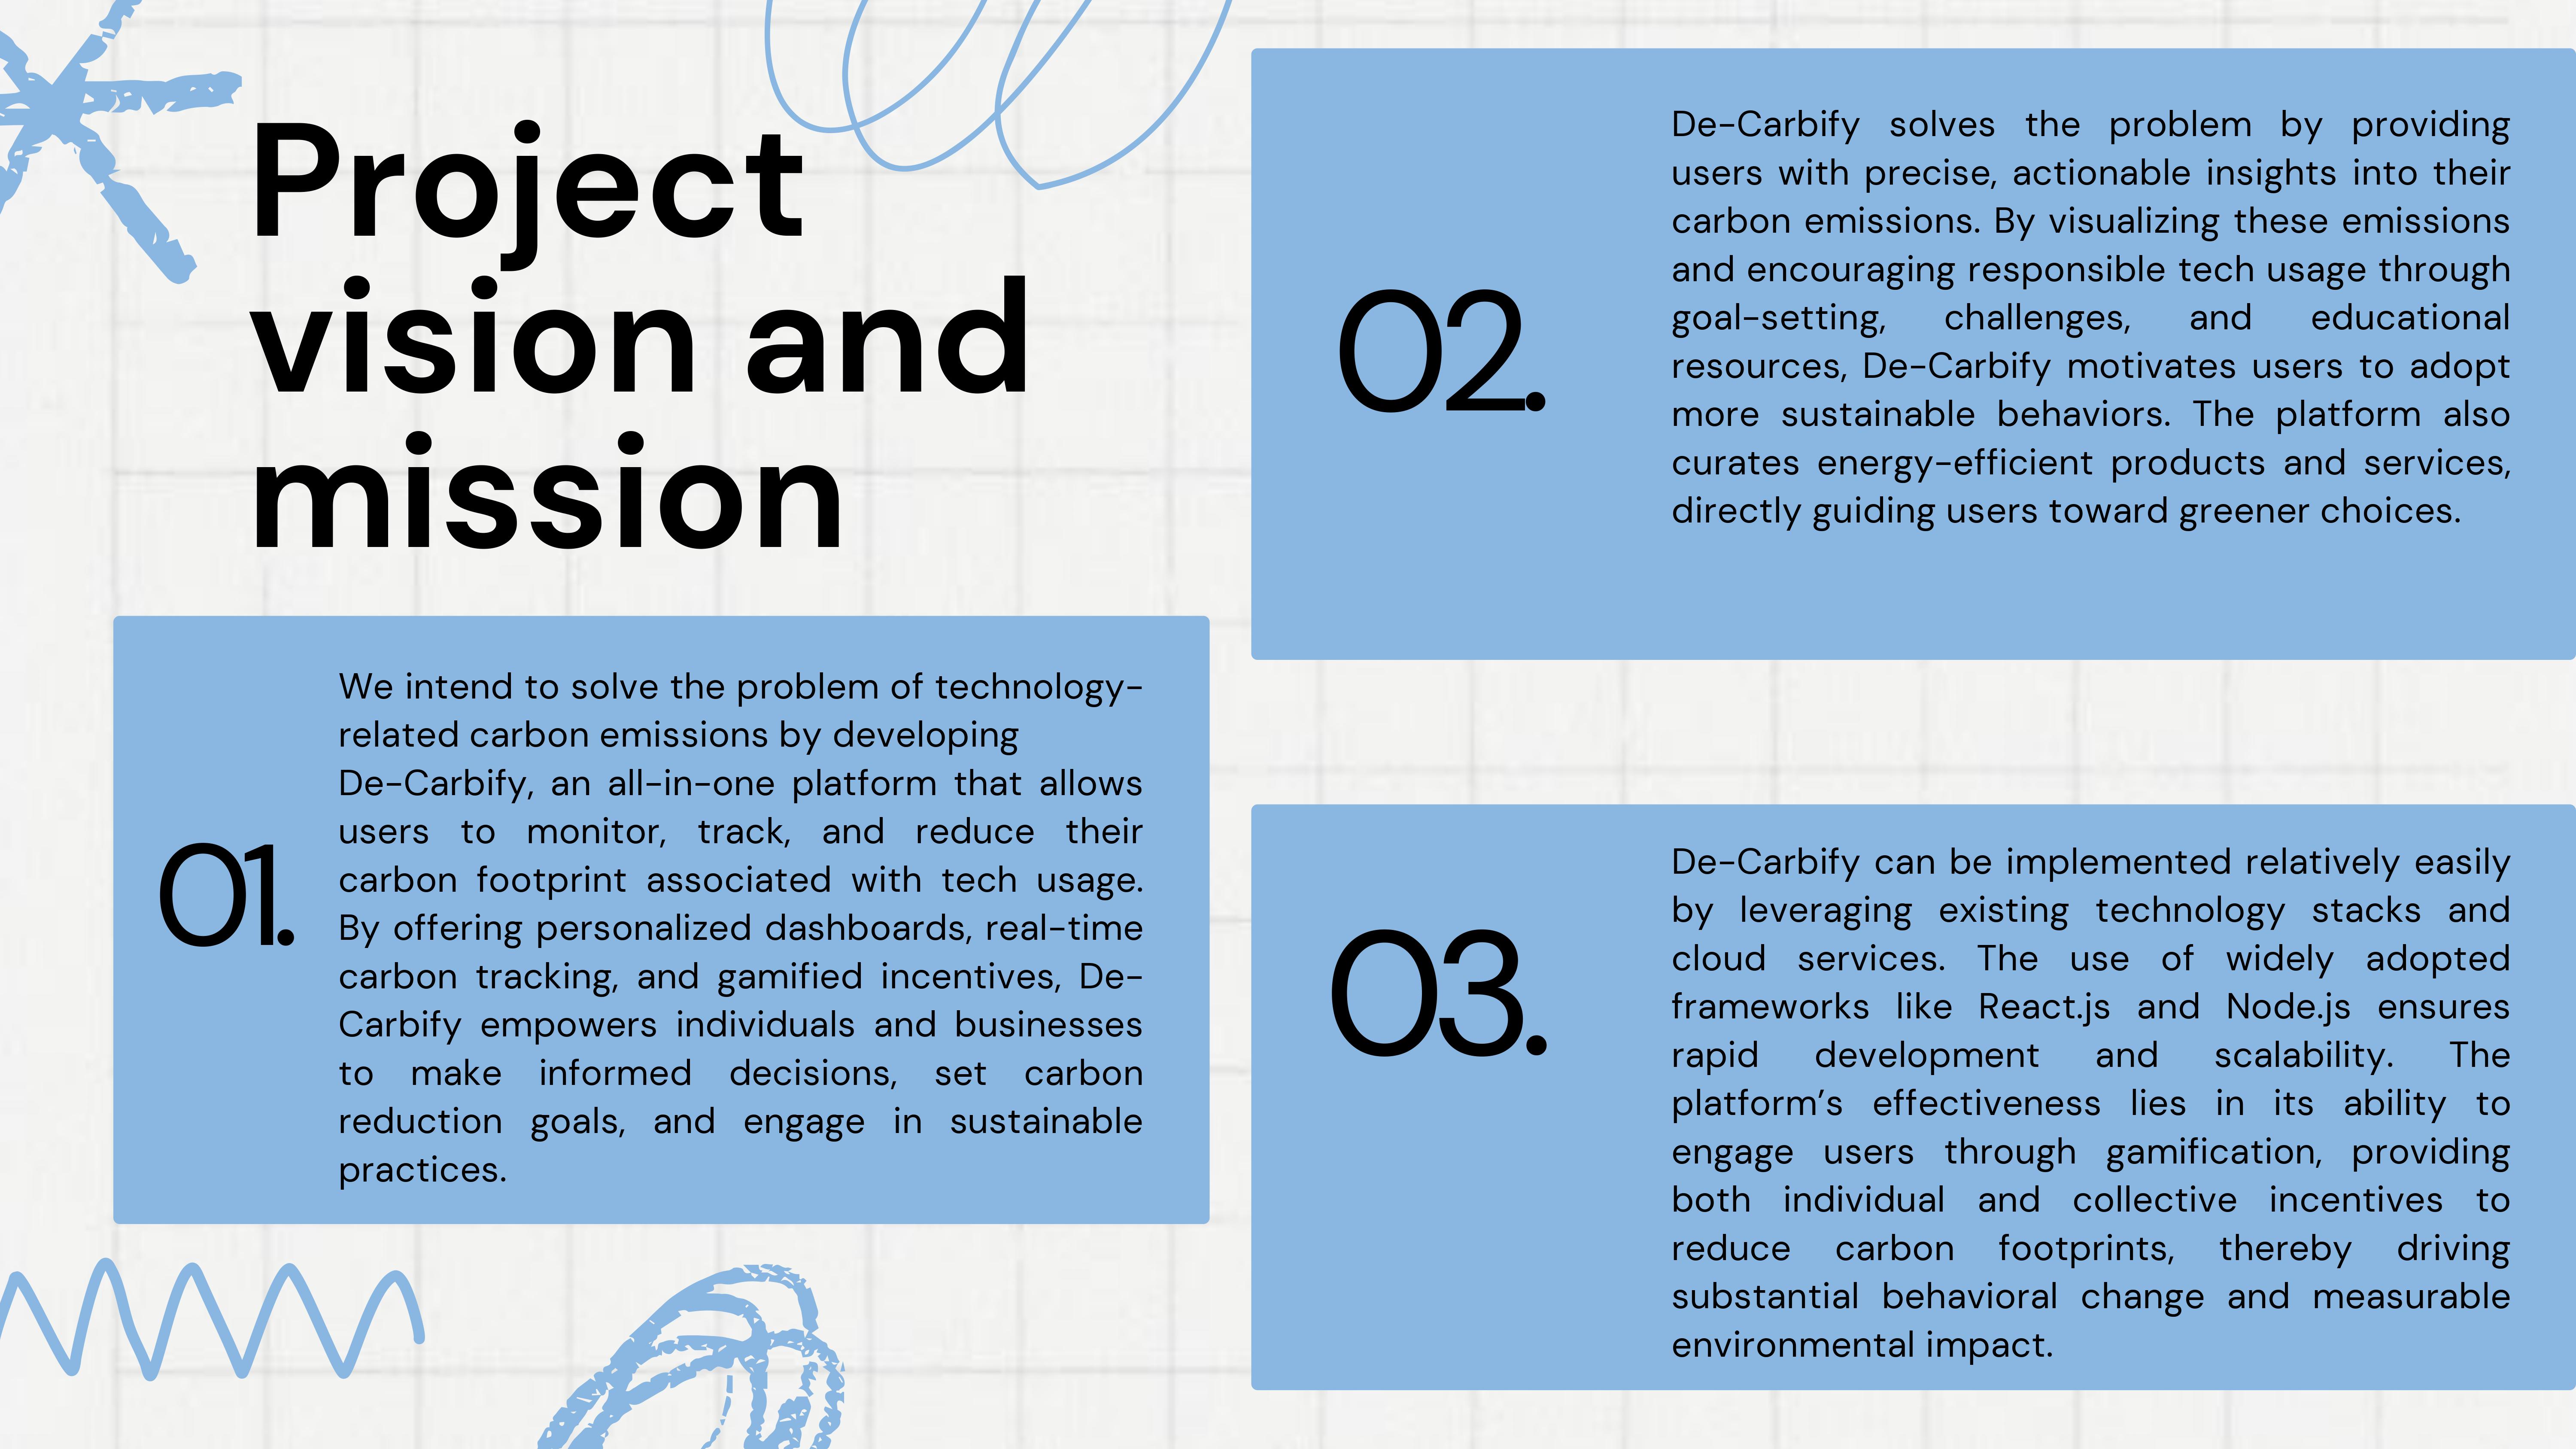 Project
vision and
mission
01.
We intend to solve the problem of technology-
related carbon emissions by developing
De-Carbify, an all-in-one platform that allows
users to monitor, track, and reduce their
carbon footprint associated with tech usage.
By offering personalized dashboards, real-time
carbon tracking, and gamified incentives, De-
Carbify empowers individuals and businesses
to make informed decisions, set carbon
reduction goals, and engage in sustainable
practices.
02.
De-Carbify solves the problem by providing
users with precise, actionable insights into their
carbon emissions. By visualizing these emissions
and encouraging responsible tech usage through
goal-setting, challenges, and educational
resources, De-Carbify motivates users to adopt
more sustainable behaviors. The platform also
curates energy-efficient products and services,
directly guiding users toward greener choices.
03.
De-Carbify can be implemented relatively easily
by leveraging existing technology stacks and
cloud services. The use of widely adopted
frameworks like React.js and Node.js ensures
rapid development and scalability. The
platform’s effectiveness lies in its ability to
engage users through gamification, providing
both individual and collective incentives to
reduce carbon footprints, thereby driving
substantial behavioral change and measurable
environmental impact.